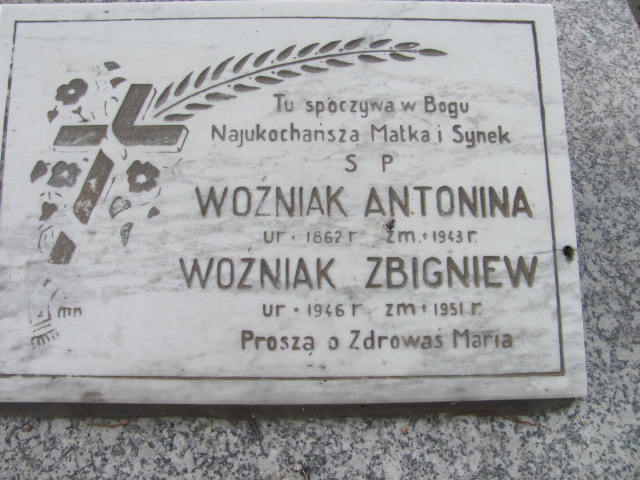 Tu spoczywa w Bogu
Najukochańsza Matka i Synek
S P
WOŹNIAK ANTONINA
ur * 1862 r zm. + 1943 r.
WOŹNIAK ZBIGNIEW
ur * 1946 r zm + 1951 r.
Proszą o Zdrowaś Maria